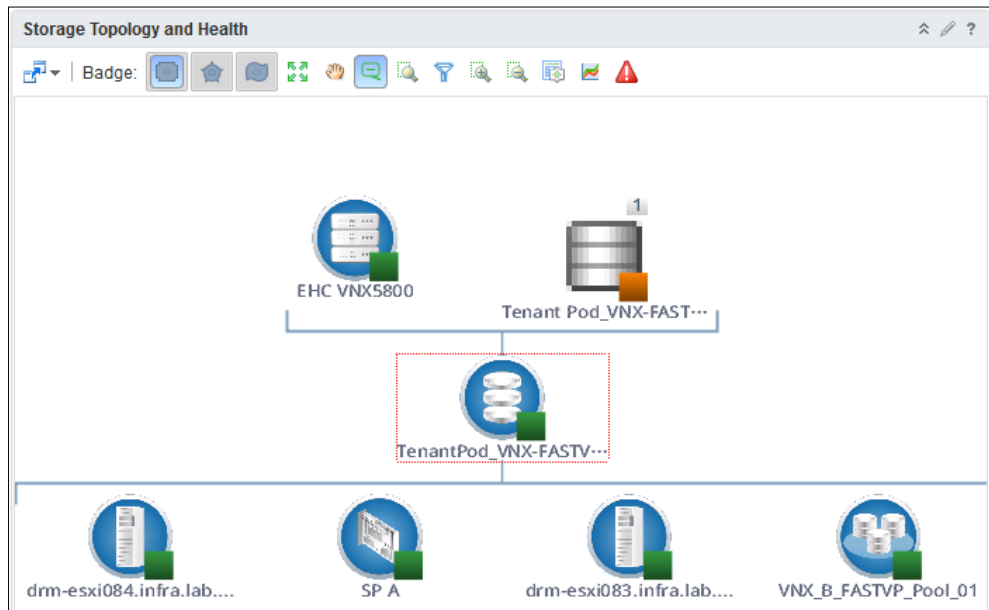 Storage Topology and Health
?
Badge:
1
EHC VNX5800
Tenant Pod_VNX-FAST···
TenantPod_VNX-FASTV···
drm-esxi084.infra.lab....
SP A
drm-esxi083.infra.lab....
VNX_B_FASTVP_Pool_01